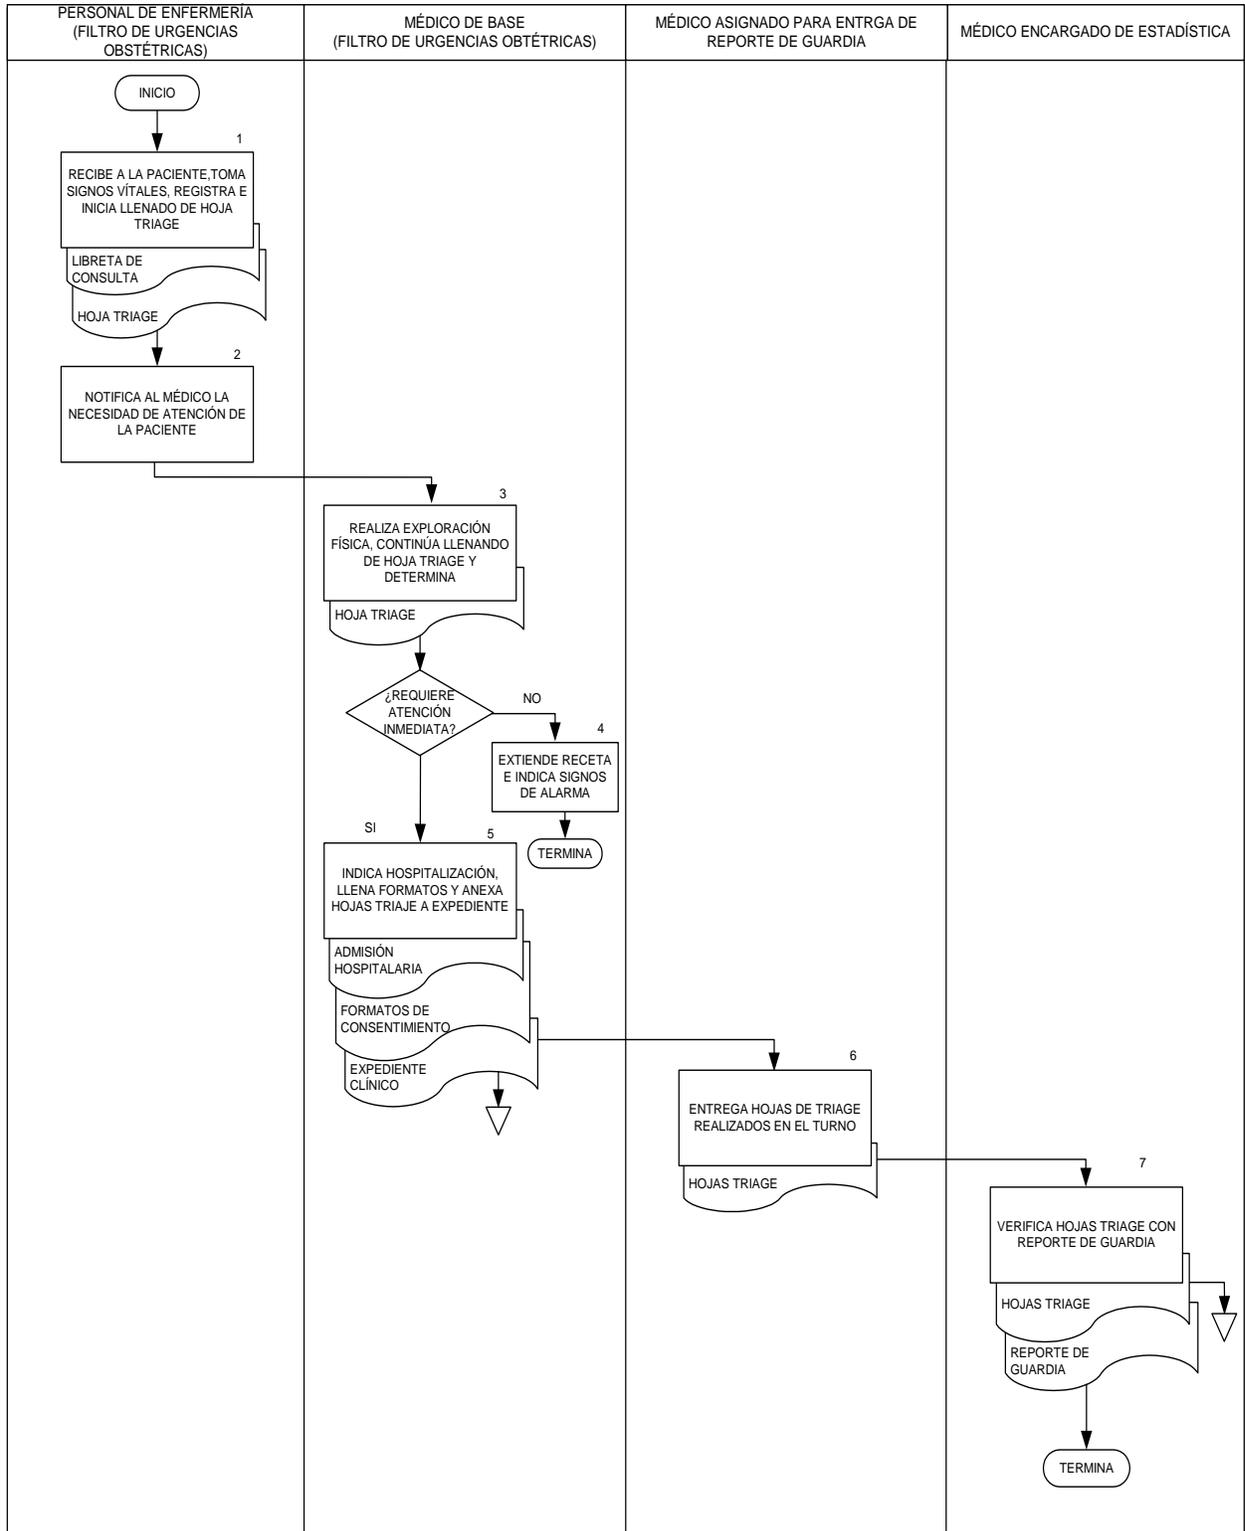 PERSONAL DE ENFERMERÍA
(FILTRO DE URGENCIAS
OBSTÉTRICAS)
MÉDICO DE BASE
(FILTRO DE URGENCIAS OBTÉTRICAS)
MÉDICO ASIGNADO PARA ENTRGA DE
REPORTE DE GUARDIA
MÉDICO ENCARGADO DE ESTADÍSTICA
INICIO
1
RECIBE A LA PACIENTE,TOMA
SIGNOS VÍTALES, REGISTRA E
INICIA LLENADO DE HOJA
TRIAGE
LIBRETA DE
CONSULTA
HOJA TRIAGE
2
NOTIFICA AL MÉDICO LA
NECESIDAD DE ATENCIÓN DE
LA PACIENTE
3
REALIZA EXPLORACIÓN
FÍSICA, CONTINÚA LLENANDO
DE HOJA TRIAGE Y
DETERMINA
HOJA TRIAGE
¿REQUIERE
ATENCIÓN
INMEDIATA?
NO
4
EXTIENDE RECETA
E INDICA SIGNOS
DE ALARMA
TERMINA
SI
5
INDICA HOSPITALIZACIÓN,
LLENA FORMATOS Y ANEXA
HOJAS TRIAJE A EXPEDIENTE
ADMISIÓN
HOSPITALARIA
FORMATOS DE
CONSENTIMIENTO
EXPEDIENTE
CLÍNICO
6
ENTREGA HOJAS DE TRIAGE
REALIZADOS EN EL TURNO
HOJAS TRIAGE
7
VERIFICA HOJAS TRIAGE CON
REPORTE DE GUARDIA
HOJAS TRIAGE
REPORTE DE
GUARDIA
TERMINA